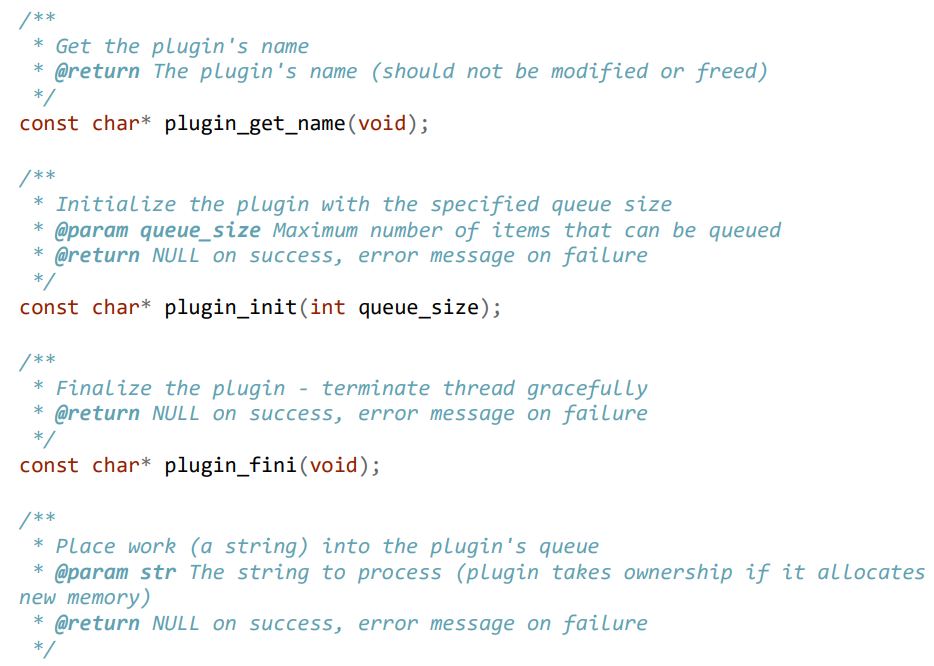 /**
 * Get the plugin's name
 * @return The plugin's name (should not be modified or freed)
 */
const char* plugin_get_name(void);
/**
 * Initialize the plugin with the specified queue size
 * @param queue_size Maximum number of items that can be queued
 * @return NULL on success, error message on failure
 */
const char* plugin_init(int queue_size);
/**
 * Finalize the plugin - terminate thread gracefully
 * @return NULL on success, error message on failure
 */
const char* plugin_fini(void);
/**
 * Place work (a string) into the plugin's queue
 * @param str The string to process (plugin takes ownership if it allocates
new memory)
 * @return NULL on success, error message on failure
 */